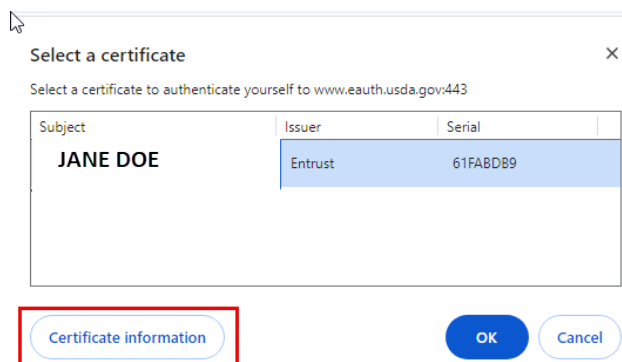 Select a certificate
Select a certificate to authenticate yourself to www.eauth.usda.gov:443
Subject Issuer Serial
JANE DOE Entrust 61FABDB9
Certificate information OK Cancel